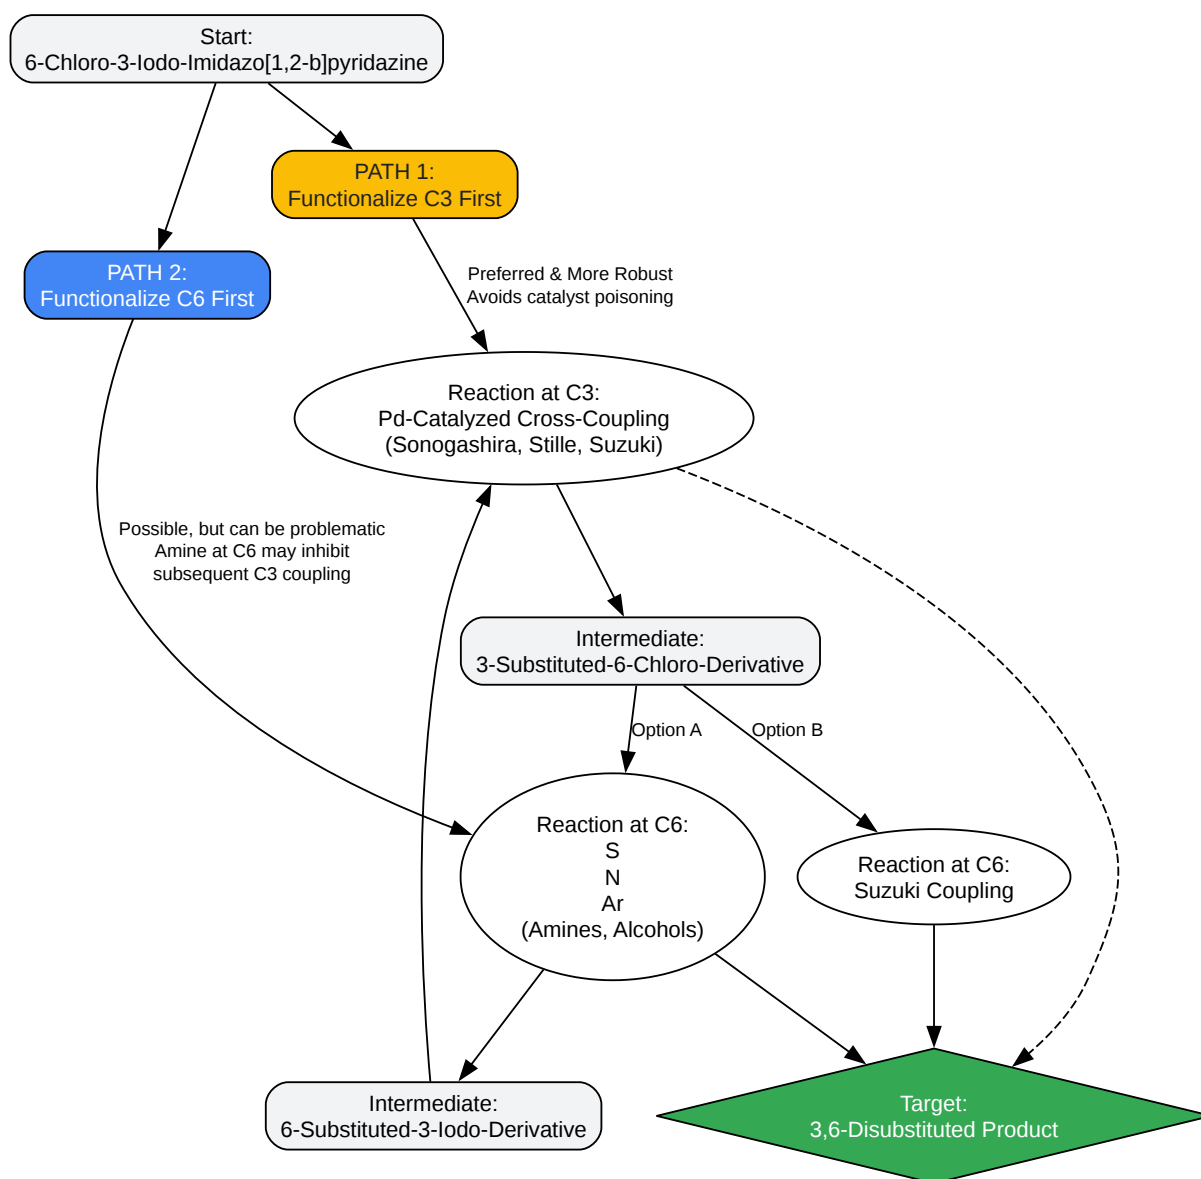 Start:
6-Chloro-3-Iodo-Imidazo[1,2-b]pyridazine
PATH 1:
Functionalize C3 First
PATH 2:
Functionalize C6 First
Preferred & More Robust
Avoids catalyst poisoning
Reaction at C3:
Pd-Catalyzed Cross-Coupling
(Sonogashira, Stille, Suzuki)
Possible, but can be problematic
Amine at C6 may inhibit
subsequent C3 coupling
Intermediate:
3-Substituted-6-Chloro-Derivative
Option A
Option B
Reaction at C6:
S
N
Ar
(Amines, Alcohols)
Reaction at C6:
Suzuki Coupling
Intermediate:
6-Substituted-3-Iodo-Derivative
Target:
3,6-Disubstituted Product